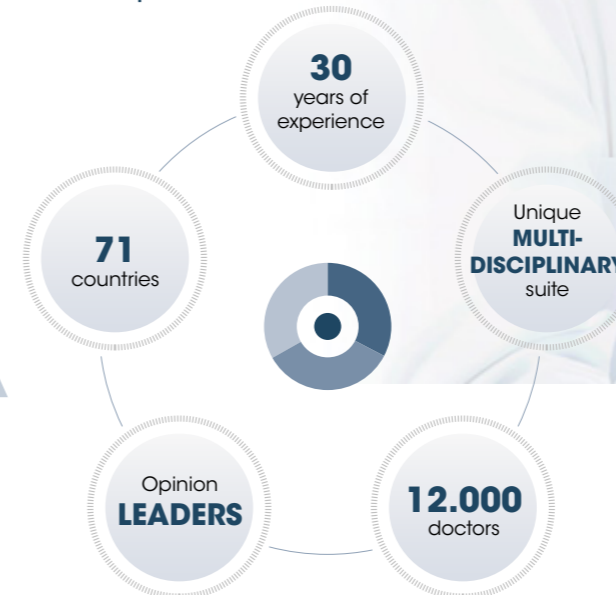 30
years of
experience
Unique
MULTI-
DISCIPLINARY
suite
71
countries
Opinion
LEADERS
12.000
doctors